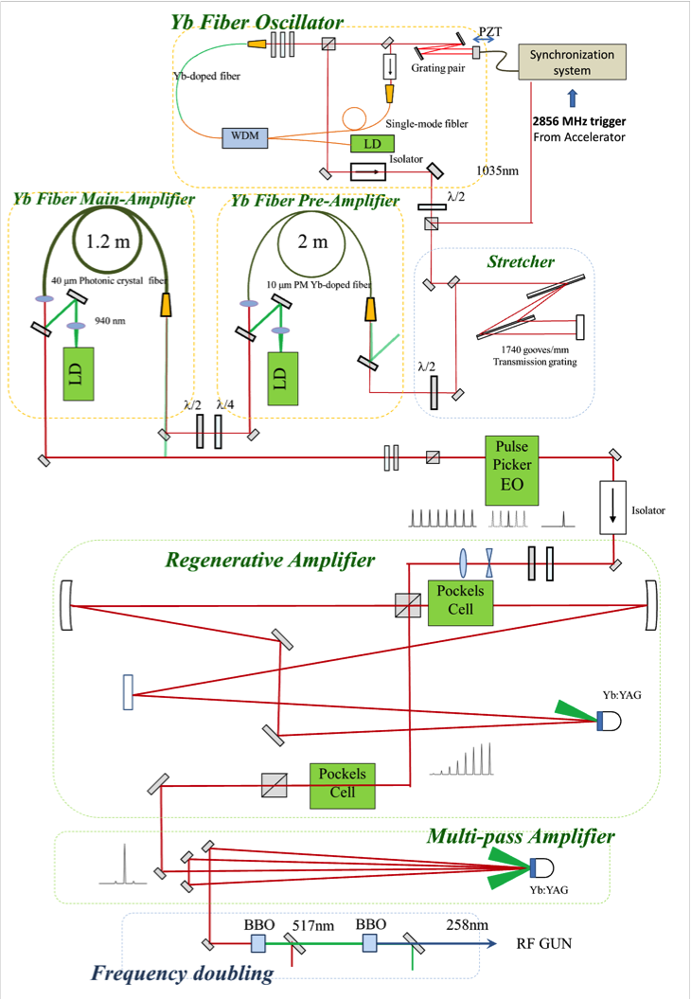 Yb Fiber Oscillator
PZT
Yb-doped fiber
Grating pair
Synchronization
system
2856 MHz trigger
From Accelerator
Single-mode fibler
WDM
LD
Isolator
1035nm
λ/2
Yb Fiber Main-Amplifier
Yb Fiber Pre-Amplifier
1.2 m
2 m
Stretcher
40 μm Photonic crystal fiber
10 μm PM Yb-doped fiber
940 nm
LD
LD
1740 gooves/mm
Transmission grating
λ/2
λ/2
λ/4
Pulse
Picker
EO
Isolator
Regenerative Amplifier
Pockels
Cell
Yb:YAG
Pockels
Cell
Multi-pass Amplifier
Yb:YAG
BBO
517nm
BBO
258nm
RF GUN
Frequency doubling